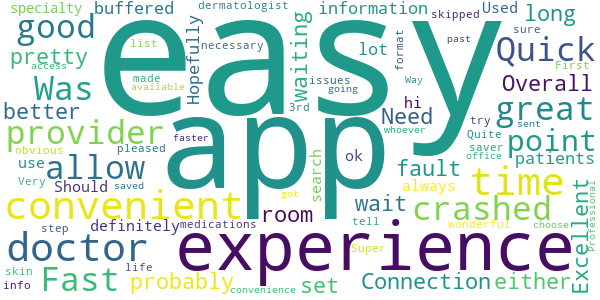 specialty
buffered
dermatologist
information
skipped
Used
long
good
Hopefully
easy
waiting
list
necessary
format
past
sure
pretty
lot
Quick
access
made
available
issues
going
Way
First
Was
3rd
Overall
better
app
Need
hi
try
Quite
sent
provider
great
faster
ok
whoever
saver
office
obvious
pleased
point
allow
search
fault
patients
use
Very
saved
always
time
Should
tell
convenient
room
wait
crashed
Excellent
step
definitely
medications
got
wonderful
doctor
experience
Super
choose
Professional
skin
life
info
Fast
probably
convenience
set
Connection
either